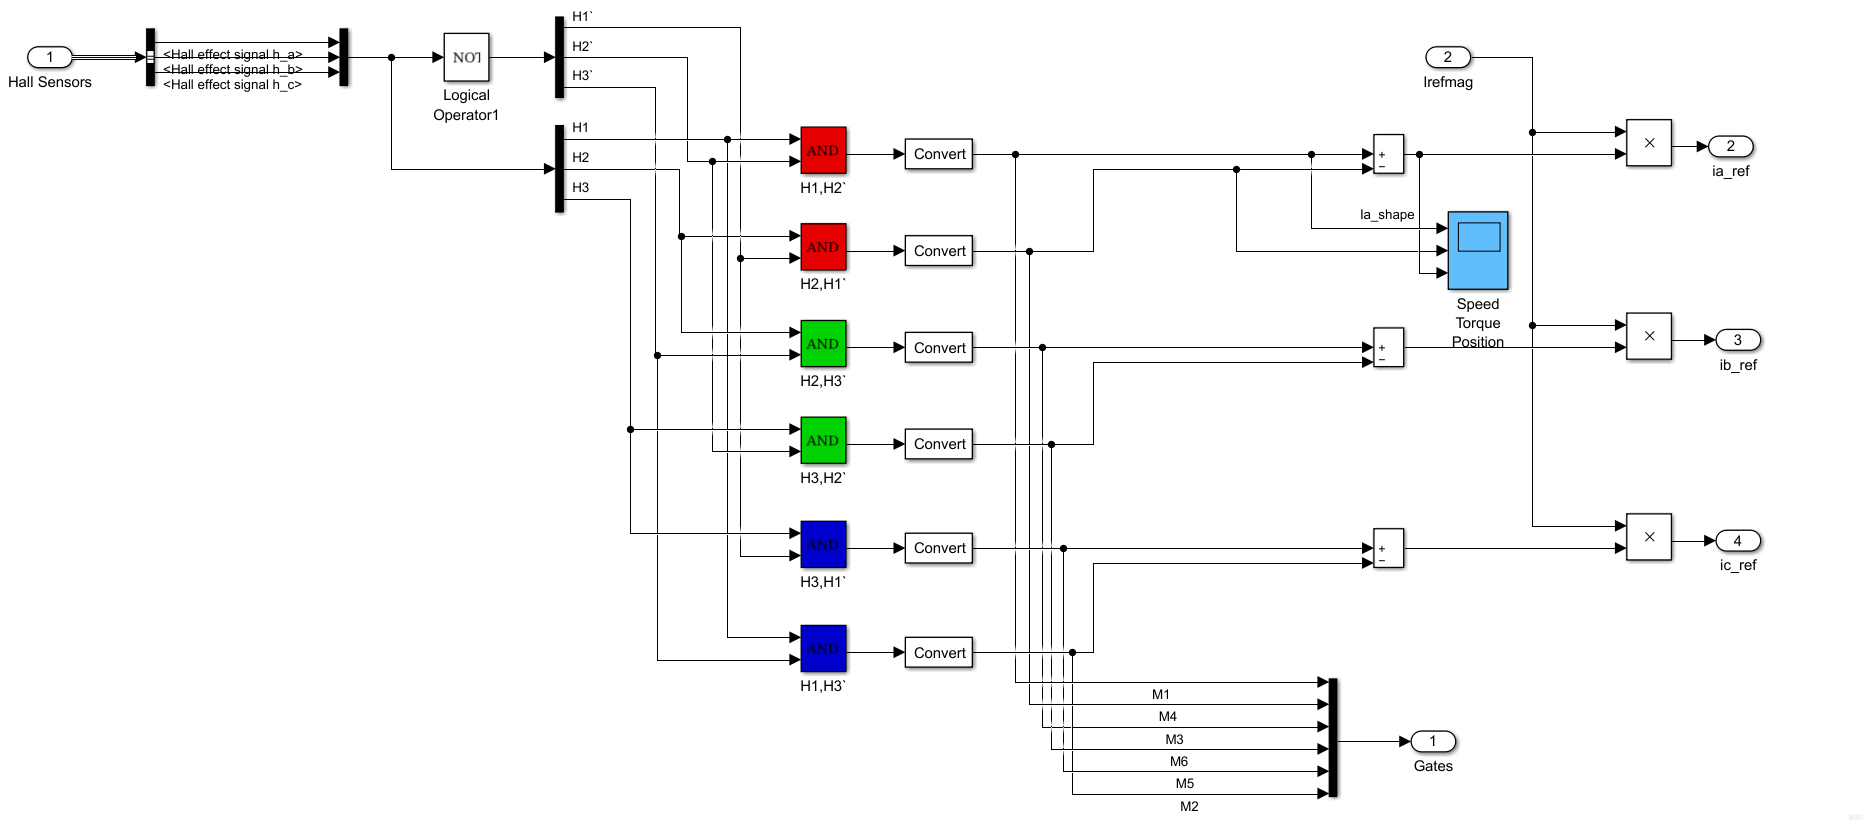 1
Hall Sensors
<Hall effect signal h_a>
<Hall effect signal h_b>
<Hall effect signal h_c>
NOT
Logical
Operator1
H1`
H2`
H3`
H1
H2
H3
AND
H1,H2`
Convert
AND
H2,H1`
Convert
AND
H2,H3`
Convert
AND
H3,H2`
Convert
AND
H3,H1`
Convert
AND
H1,H3`
Convert
2
Irefmag
+
−
×
2
ia_ref
Ia_shape
Speed
Torque
Position
+
−
×
3
ib_ref
+
−
×
4
ic_ref
M1
M4
M3
M6
M5
M2
1
Gates